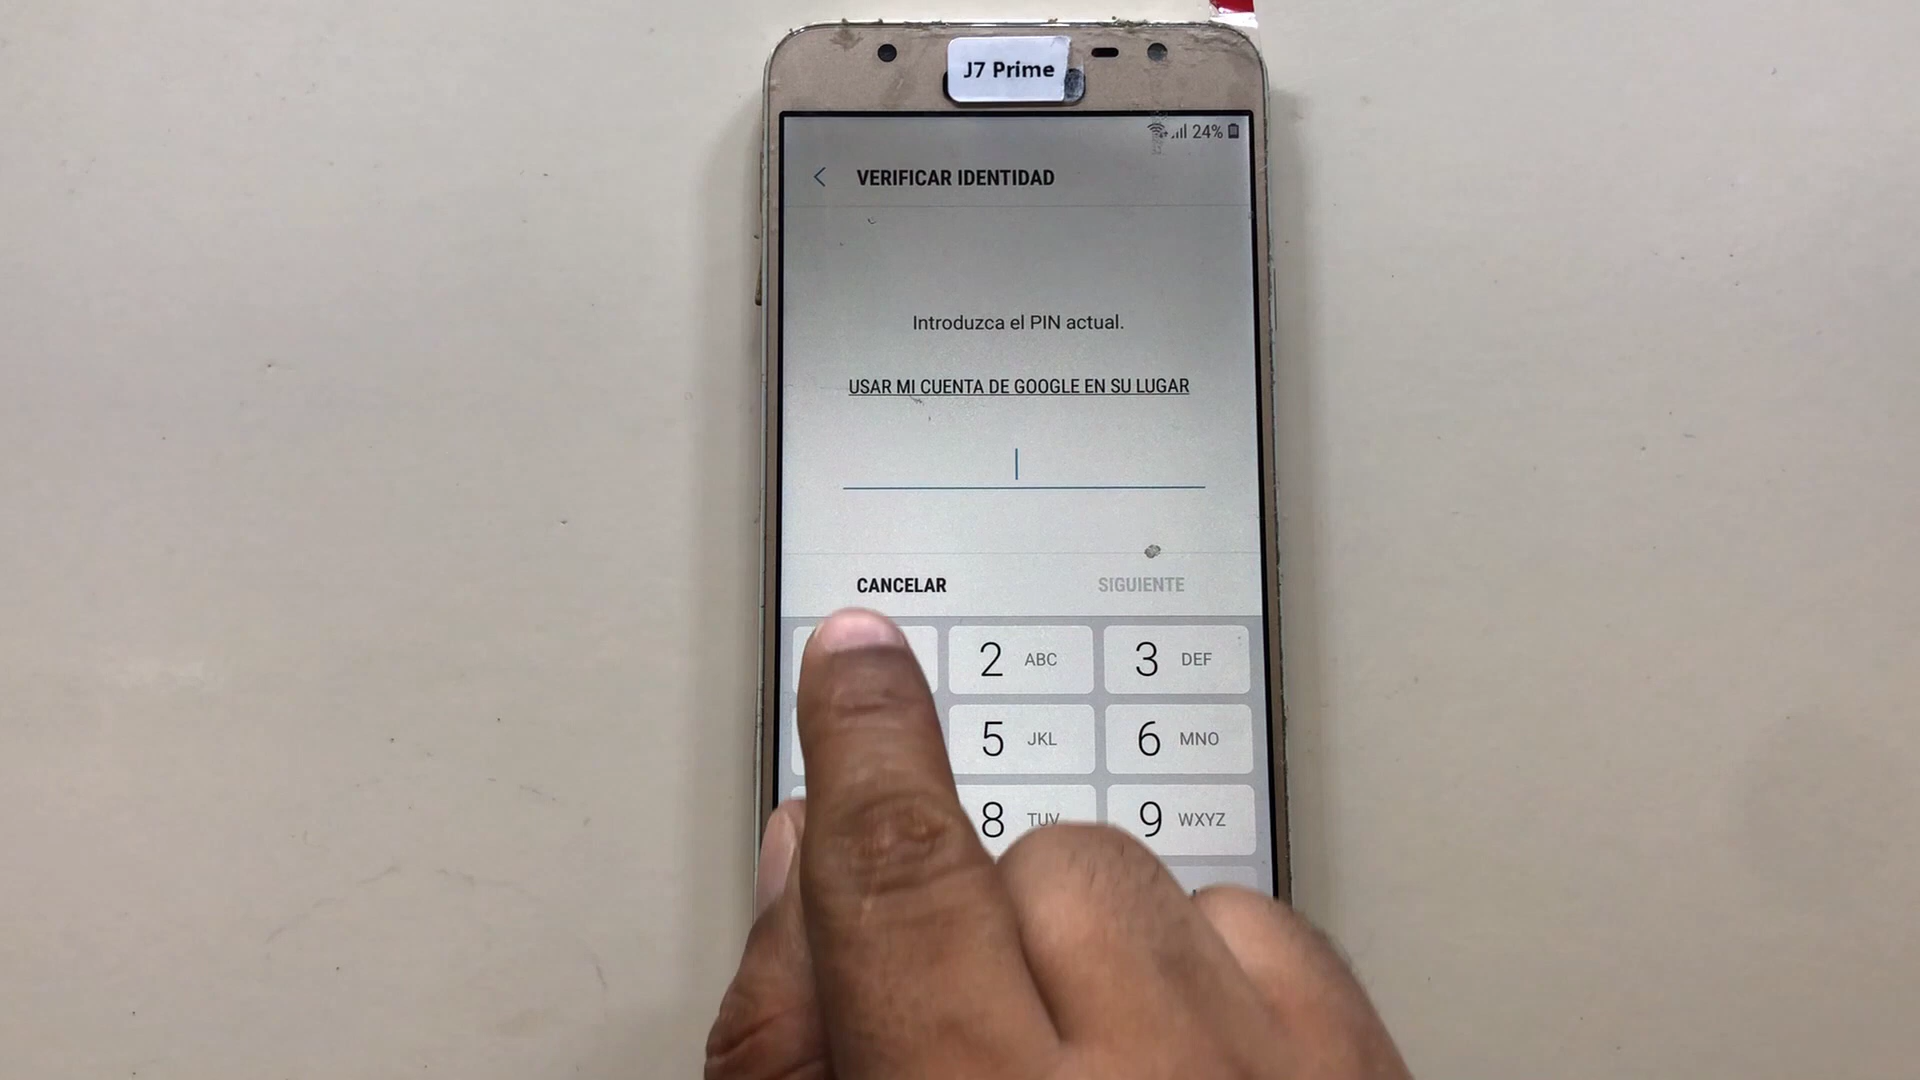 J7 Prime
24%
VERIFICAR IDENTIDAD
Introduzca el PIN actual.
USAR MI CUENTA DE GOOGLE EN SU LUGAR
CANCELAR SIGUIENTE
2 ABC 3 DEF
5 JKL 6 MNO
8 TUV 9 WXYZ